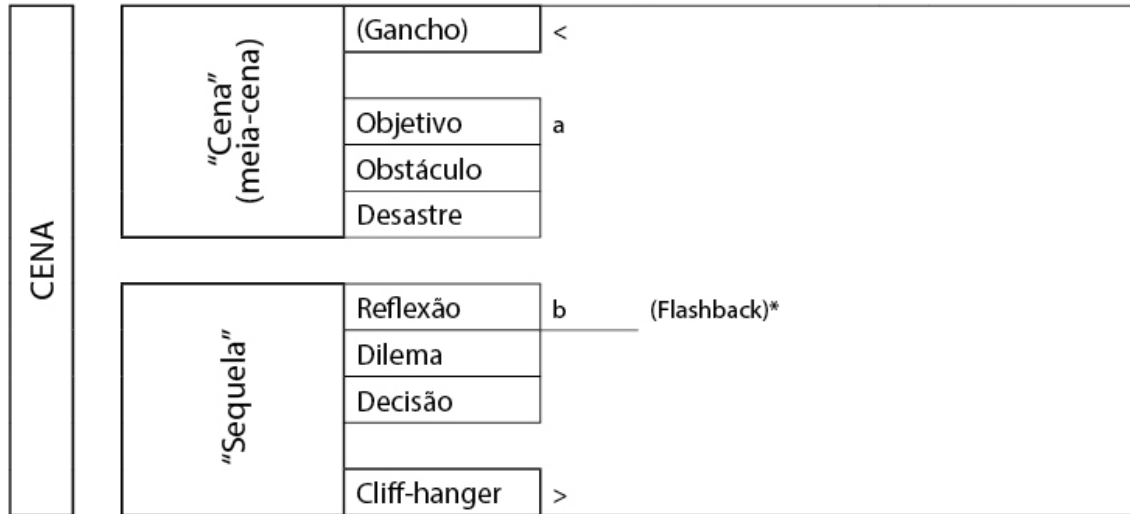 CENA
“Cena”
(meia-cena)
(Gancho) <
Objetivo a
Obstáculo
Desastre
“Sequela”
Reflexão b (Flashback)*
Dilema
Decisão
Cliff-hanger >